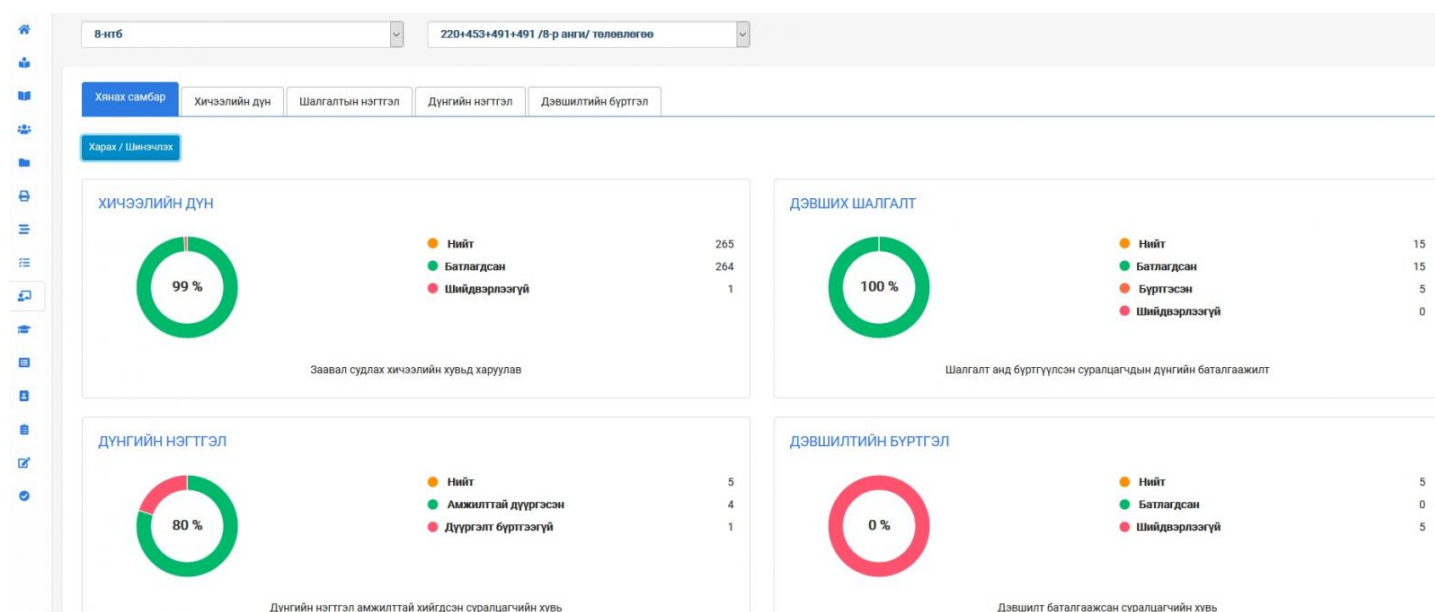 8-нтб
220+453+491+491 /8-р анги/ төлөвлөгөө
Хянах самбар
Хичээлийн дүн
Шалгалтын нэгтгэл
Дүнгийн нэгтгэл
Дэвшилтийн бүртгэл
Харах / Шинэчлэх
ХИЧЭЭЛИЙН ДҮН
99 %
Нийт 265
Батлагдсан 264
Шийдвэрлээгүй 1
Заавал судлах хичээлийн хувьд харуулав
ДЭВШИХ ШАЛГАЛТ
100 %
Нийт 15
Батлагдсан 15
Бүртгэсэн 5
Шийдвэрлээгүй 0
Шалгалт анд бүртгүүлсэн суралцагчдын дүнгийн баталгаажилт
ДҮНГИЙН НЭГТГЭЛ
80 %
Нийт 5
Амжилттай дүүргэсэн 4
Дүүргэлт бүртгээгүй 1
Дүнгийн нэгтгэл амжилттай хийгдсэн суралцагчийн хувь
ДЭВШИЛТИЙН БҮРТГЭЛ
0 %
Нийт 5
Батлагдсан 0
Шийдвэрлээгүй 5
Дэвшилт баталгаажсан суралцагчийн хувь